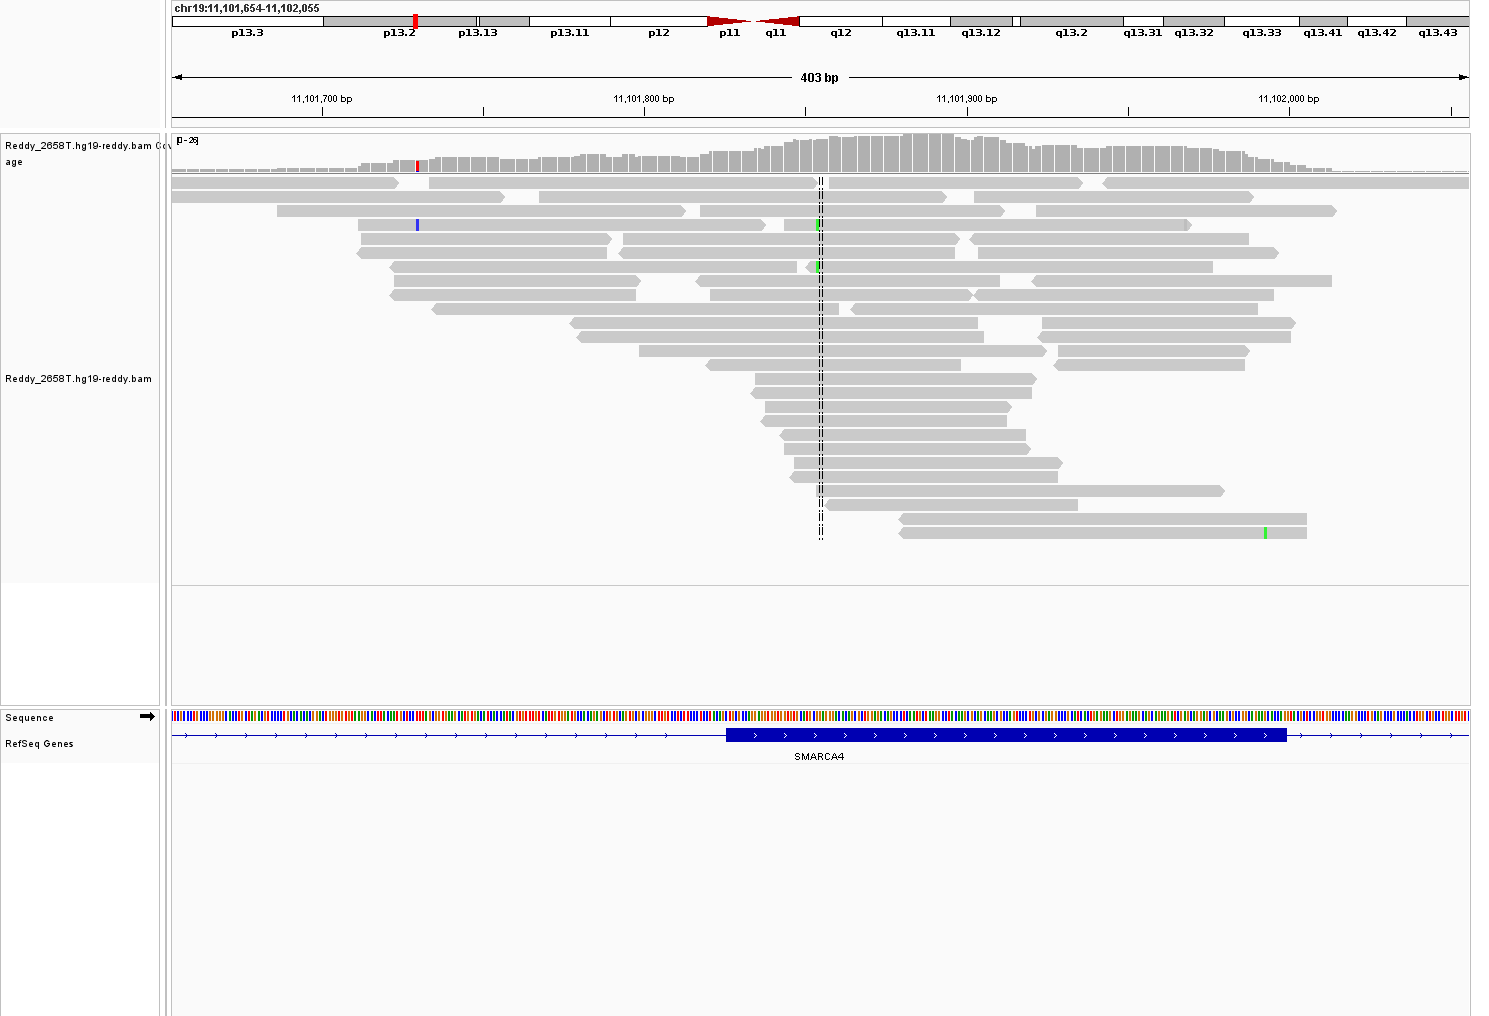 chr19:11,101,654-11,102,055
p13.3 p13.2 p13.13 p13.11 p12 p11 q11 q12 q13.11 q13.12 q13.2 q13.31 q13.32 q13.33 q13.41 q13.42 q13.43
403 bp
11,101,700 bp 11,101,800 bp 11,101,900 bp 11,102,000 bp
Reddy_2658T.hg19-reddy.bam Cov
age
[0 - 26]
Reddy_2658T.hg19-reddy.bam
Sequence
RefSeq Genes
SMARCA4